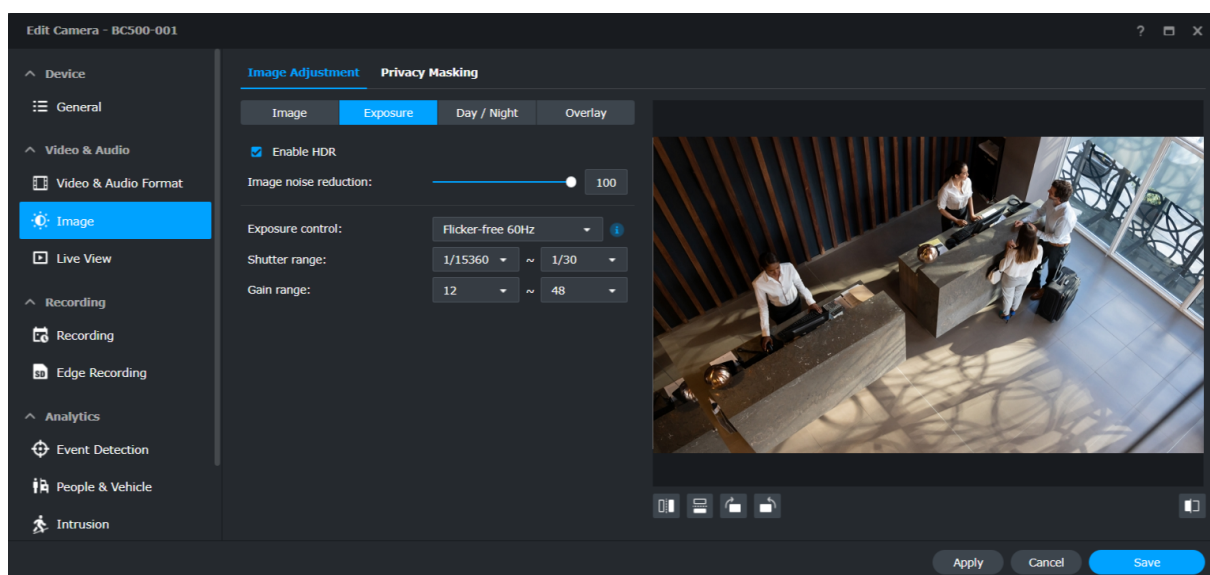 Edit Camera - BC500-001
?
Device
General
Video & Audio
Video & Audio Format
Image
Live View
Recording
Recording
SD Edge Recording
Analytics
Event Detection
People & Vehicle
Intrusion
Image Adjustment Privacy Masking
Image Exposure Day / Night Overlay
Enable HDR
Image noise reduction: 100
Exposure control: Flicker-free 60Hz i
Shutter range: 1/15360 ~ 1/30
Gain range: 12 ~ 48
Apply Cancel Save